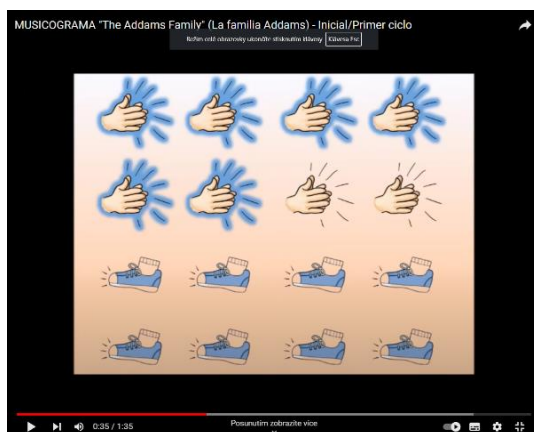 MUSICOGRAMA "The Addams Family" (La familia Addams) - Inicial/Primer ciclo
Režim celé obrazovky ukončíte stisknutím klávesy Klávesa Esc
0:35 / 1:35
Posunutím zobrazíte více